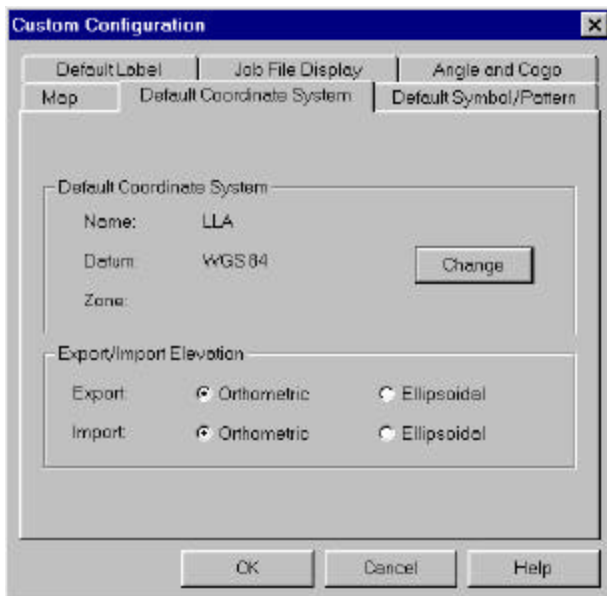 Custom Configuration
Default Label Job File Display Angle and Cogo
Map Default Coordinate System Default Symbol/Pattern
Default Coordinate System
Name: LLA
Datum: WGS 84
Change
Zone:
Export/Import Elevation
Export: Orthometric Ellipsoidal
Import: Orthometric Ellipsoidal
OK Cancel Help